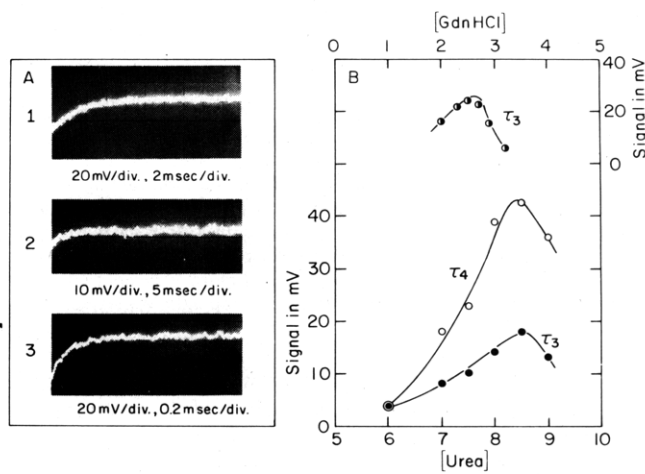 A
1
20mV/div., 2msec/div.
2
10mV/div., 5msec/div.
3
20mV/div., 0.2msec/div.
[GdnHCl]
0 1 2 3 4 5
B
40
20
0
Signal in mV
τ3
40
30
20
10
0
Signal in mV
τ4
τ3
5 6 7 8 9 10
[Urea]